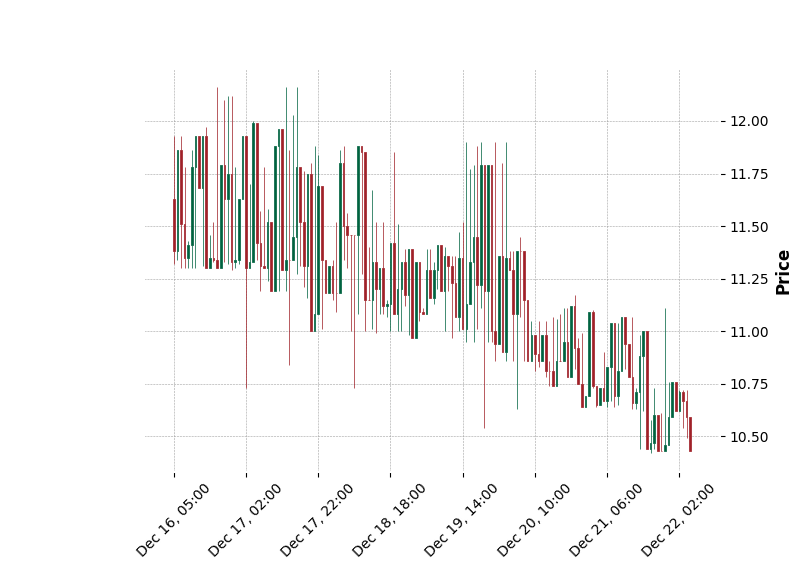 12.00
11.75
11.50
11.25
11.00
10.75
10.50
Price
Dec 16, 05:00
Dec 17, 02:00
Dec 17, 22:00
Dec 18, 18:00
Dec 19, 14:00
Dec 20, 10:00
Dec 21, 06:00
Dec 22, 02:00